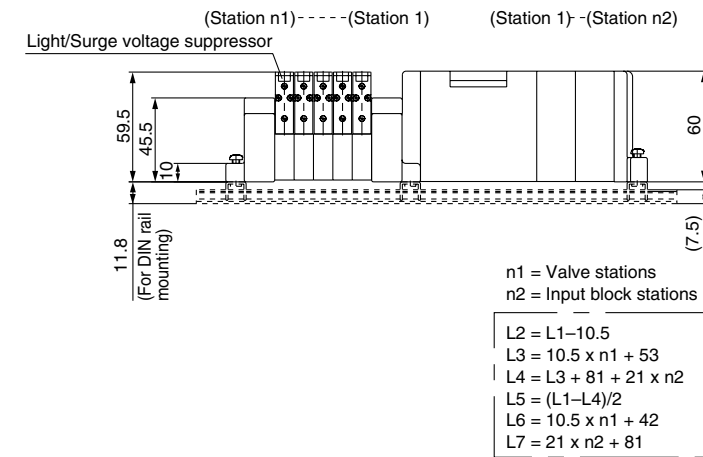 (Station n1)-----(Station 1) (Station 1)--(Station n2)
Light/Surge voltage suppressor
59.5
45.5
10
60
11.8
(For DIN rail
mounting)
(7.5)
n1 = Valve stations
n2 = Input block stations
L2 = L1–10.5
L3 = 10.5 x n1 + 53
L4 = L3 + 81 + 21 x n2
L5 = (L1–L4)/2
L6 = 10.5 x n1 + 42
L7 = 21 x n2 + 81